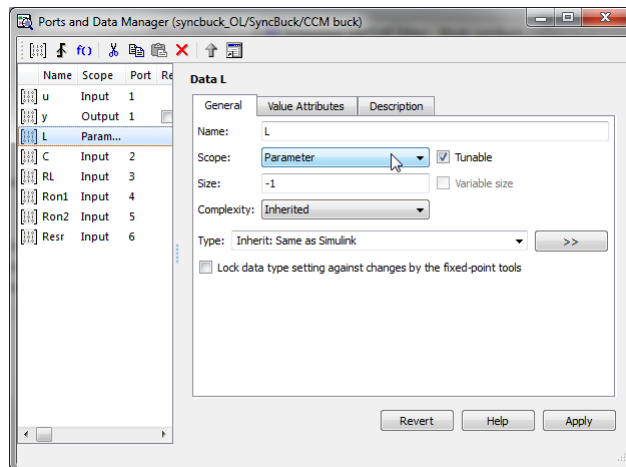 Ports and Data Manager (syncbuck_OL/SyncBuck/CCM buck)
f()
Name Scope Port Re
u Input 1
y Output 1
L Param...
C Input 2
RL Input 3
Ron1 Input 4
Ron2 Input 5
Resr Input 6
Data L
General Value Attributes Description
Name: L
Scope: Parameter Tunable
Size: -1 Variable size
Complexity: Inherited
Type: Inherit: Same as Simulink >>
Lock data type setting against changes by the fixed-point tools
Revert Help Apply